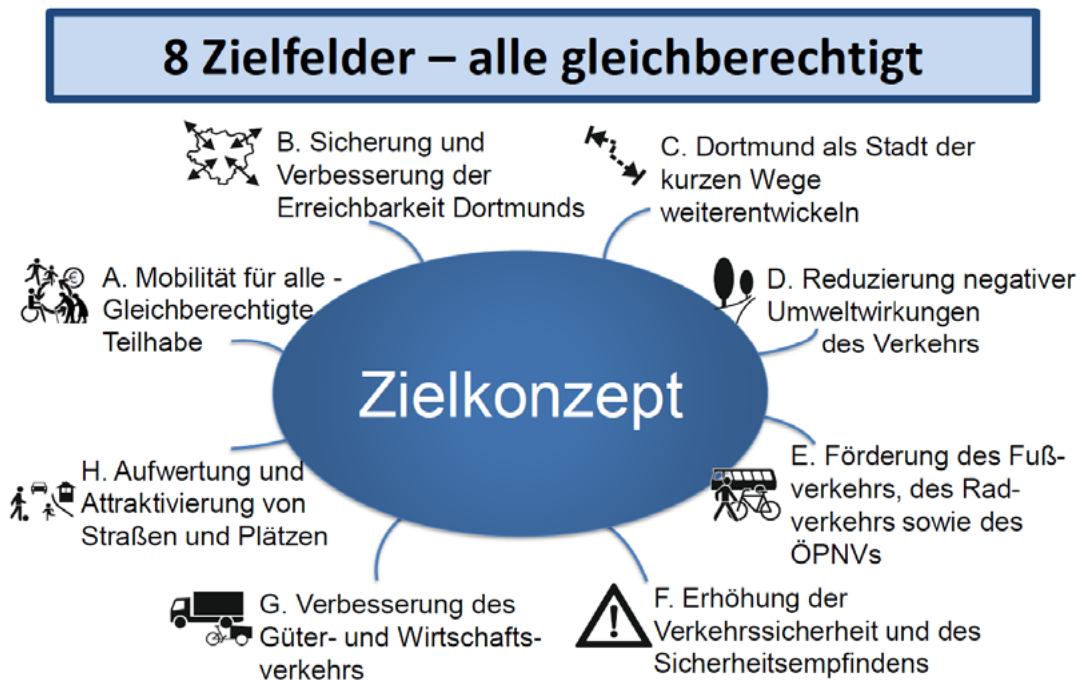 8 Zielfelder – alle gleichberechtigt
B. Sicherung und
Verbesserung der
Erreichbarkeit Dortmunds
C. Dortmund als Stadt der
kurzen Wege
weiterentwickeln
A. Mobilität für alle -
Gleichberechtigte
Teilhabe
D. Reduzierung negativer
Umweltwirkungen
des Verkehrs
Zielkonzept
H. Aufwertung und
Attraktivierung von
Straßen und Plätzen
E. Förderung des Fuß-
verkehrs, des Rad-
verkehrs sowie des
ÖPNVs
G. Verbesserung des
Güter- und Wirtschafts-
verkehrs
F. Erhöhung der
Verkehrssicherheit und des
Sicherheitsempfindens